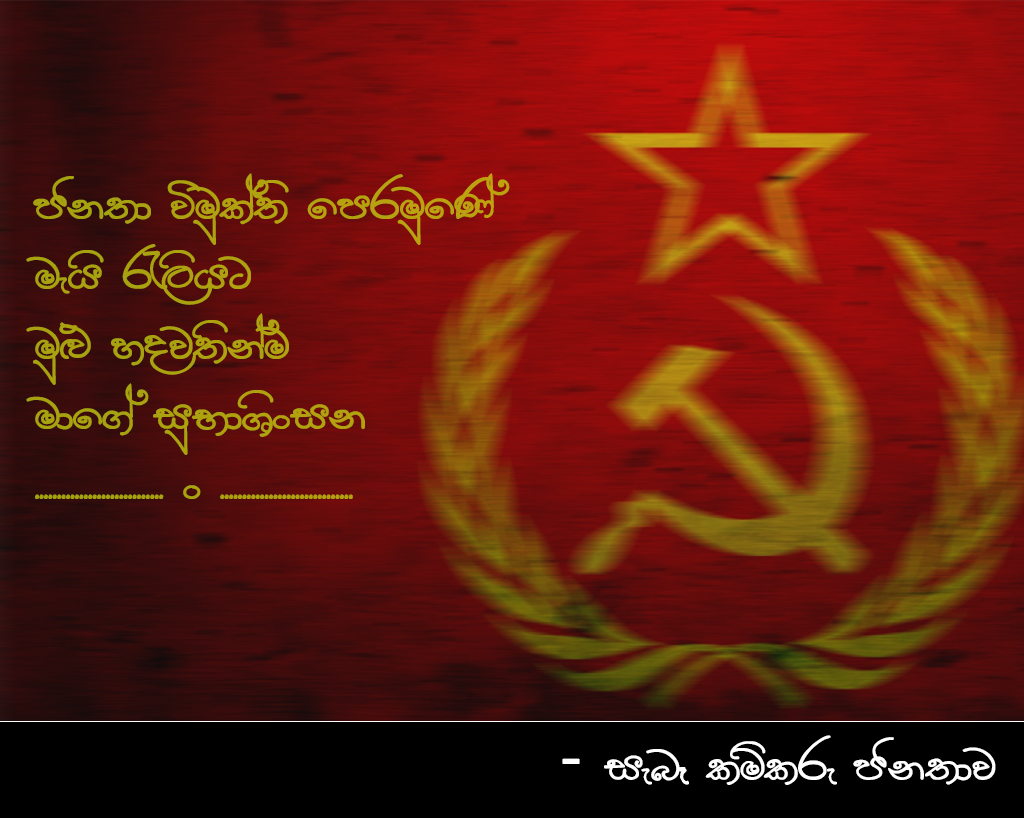 ජනතා විමුක්ති පෙරමුණේ
මැයි රැලියට
මුළු හදවතින්ම
මාගේ සුභාශිංසන
................................ ෙ ................................
- සැබෑ කම්කරු ජනතාව